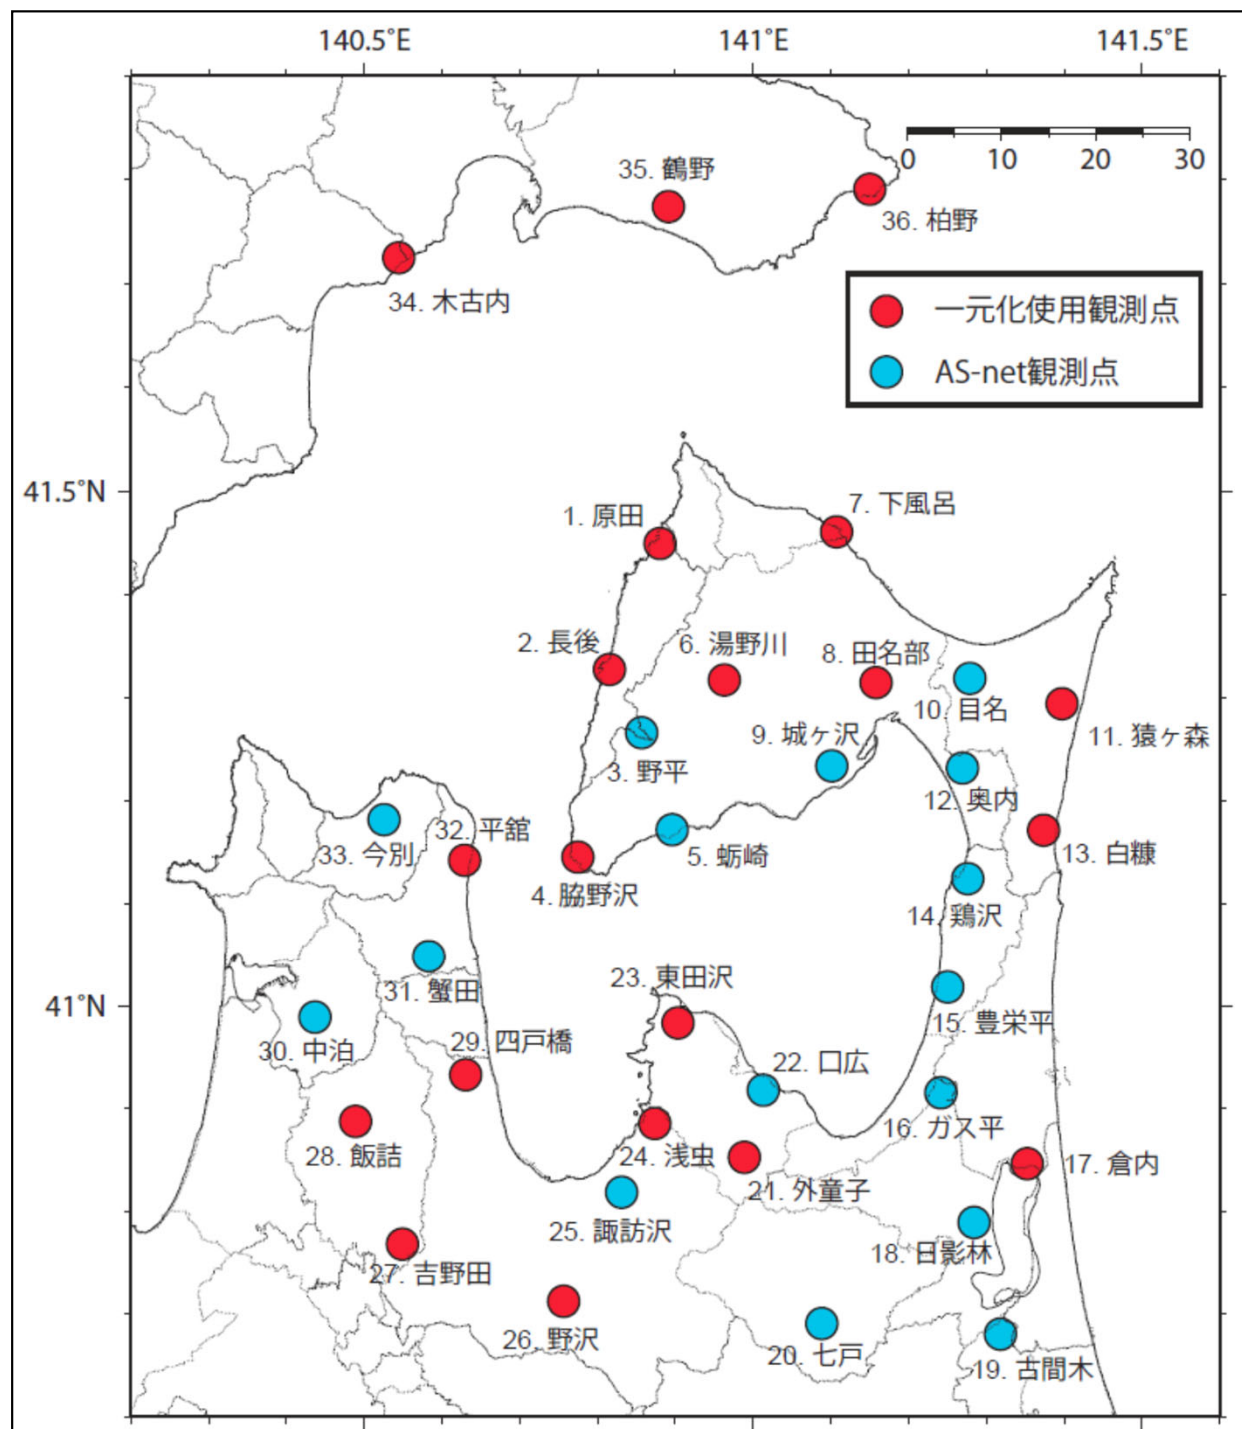 140.5˚E
141˚E
141.5˚E
0
10
20
30
35. 鶴野
36. 柏野
34. 木古内
一元化使用観測点
AS-net観測点
41.5˚N
1. 原田
7. 下風呂
2. 長後
6. 湯野川
8. 田名部
10. 目名
9. 城ヶ沢
11. 猿ヶ森
3. 野平
12. 奥内
32. 平舘
33. 今別
5. 蛎崎
13. 白糠
4. 脇野沢
14. 鶏沢
23. 東田沢
31. 蟹田
41˚N
15. 豊栄平
29. 四戸橋
30. 中泊
22. 口広
16. ガス平
28. 飯詰
24. 浅虫
17. 倉内
21. 外童子
25. 諏訪沢
18. 日影林
27. 吉野田
26. 野沢
20. 七戸
19. 古間木